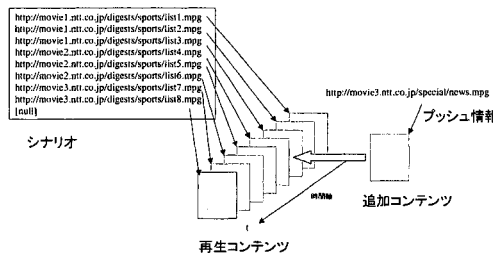 http://movie1.ntt.co.jp/digests/sports/list1.mpg
http://movie1.ntt.co.jp/digests/sports/list2.mpg
http://movie1.ntt.co.jp/digests/sports/list3.mpg
http://movie2.ntt.co.jp/digests/sports/list4.mpg
http://movie2.ntt.co.jp/digests/sports/list5.mpg
http://movie2.ntt.co.jp/digests/sports/list6.mpg
http://movie3.ntt.co.jp/digests/sports/list7.mpg
http://movie3.ntt.co.jp/digests/sports/list8.mpg
[null]
シナリオ
http://movie3.ntt.co.jp/special/news.mpg
プッシュ情報
追加コンテンツ
時間軸
t
再生コンテンツ